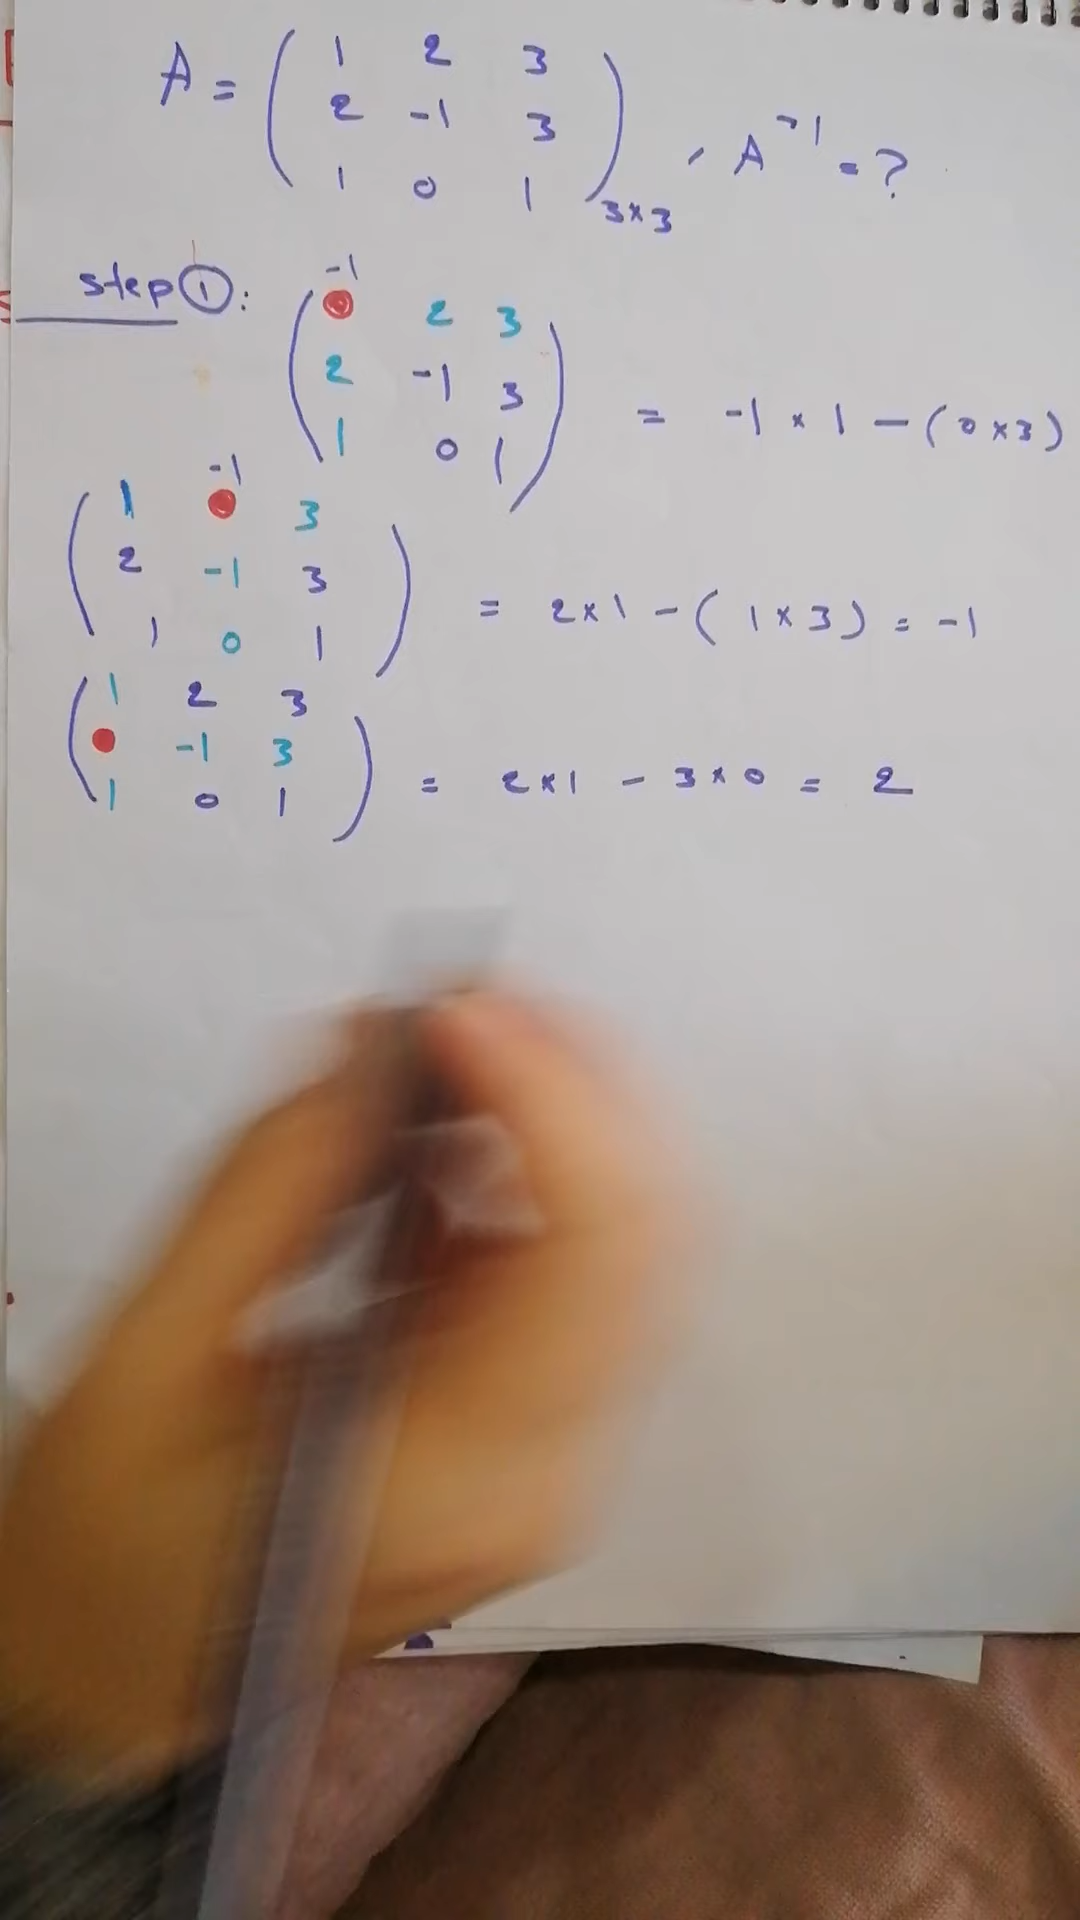 A = ( 1 2 3
2 -1 3
1 0 1 ) 3×3 , A⁻¹ = ?
step ①:
-1
( 2 3
2 -1 3
1 0 1 ) = -1 × 1 − (0 × 3)
-1
( 1 3
2 -1 3
1 0 1 ) = 2×1 − (1 × 3) = -1
( 1 2 3
-1 3
1 0 1 ) = 2×1 − 3×0 = 2